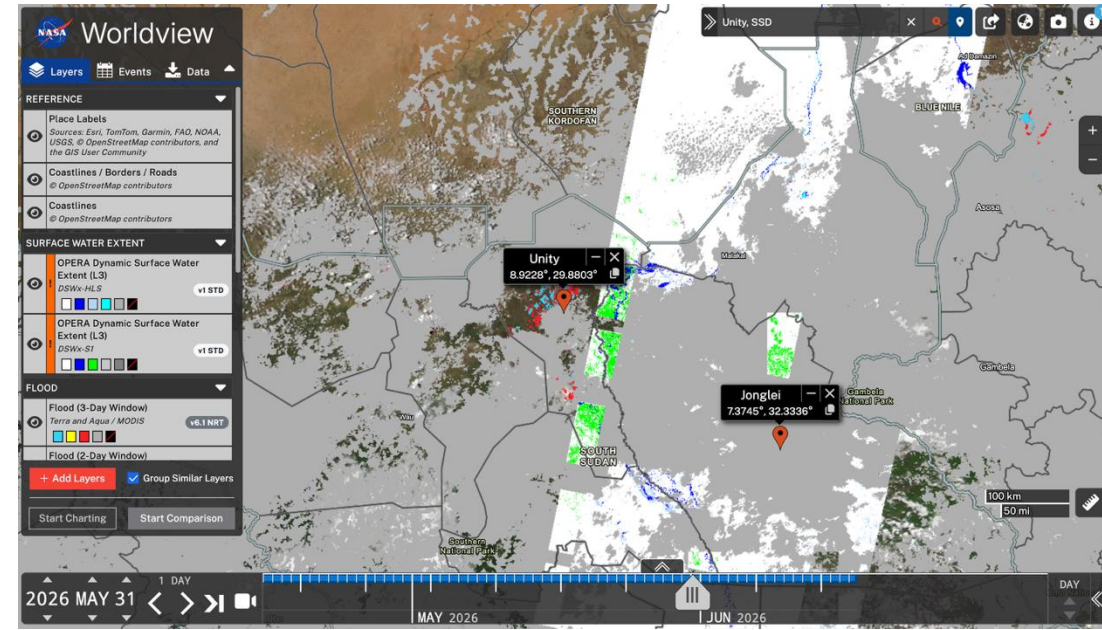 NASA
Worldview
Layers
Events
Data
REFERENCE
Place Labels
Sources: Esri, TomTom, Garmin, FAO, NOAA,
USGS, © OpenStreetMap contributors, and
the GIS User Community
Coastlines / Borders / Roads
© OpenStreetMap contributors
Coastlines
© OpenStreetMap contributors
SURFACE WATER EXTENT
OPERA Dynamic Surface Water
Extent (L3)
DSWx-HLS
v1 STD
OPERA Dynamic Surface Water
Extent (L3)
DSWx-S1
v1 STD
FLOOD
Flood (3-Day Window)
Terra and Aqua / MODIS
v6.1 NRT
Flood (2-Day Window)
+ Add Layers
Group Similar Layers
Start Charting
Start Comparison
Unity, SSD
Ad Damazin
SOUTHERN
KORDOFAN
BLUE NILE
Asosa
Malakal
Unity
8.9228°, 29.8803°
Gambela
Gambela
National Park
Jonglei
7.3745°, 32.3336°
Wau
SOUTH
SUDAN
Southern
National Park
100 km
50 mi
1 DAY
2026 MAY 31
MAY 2026
JUN 2026
DAY